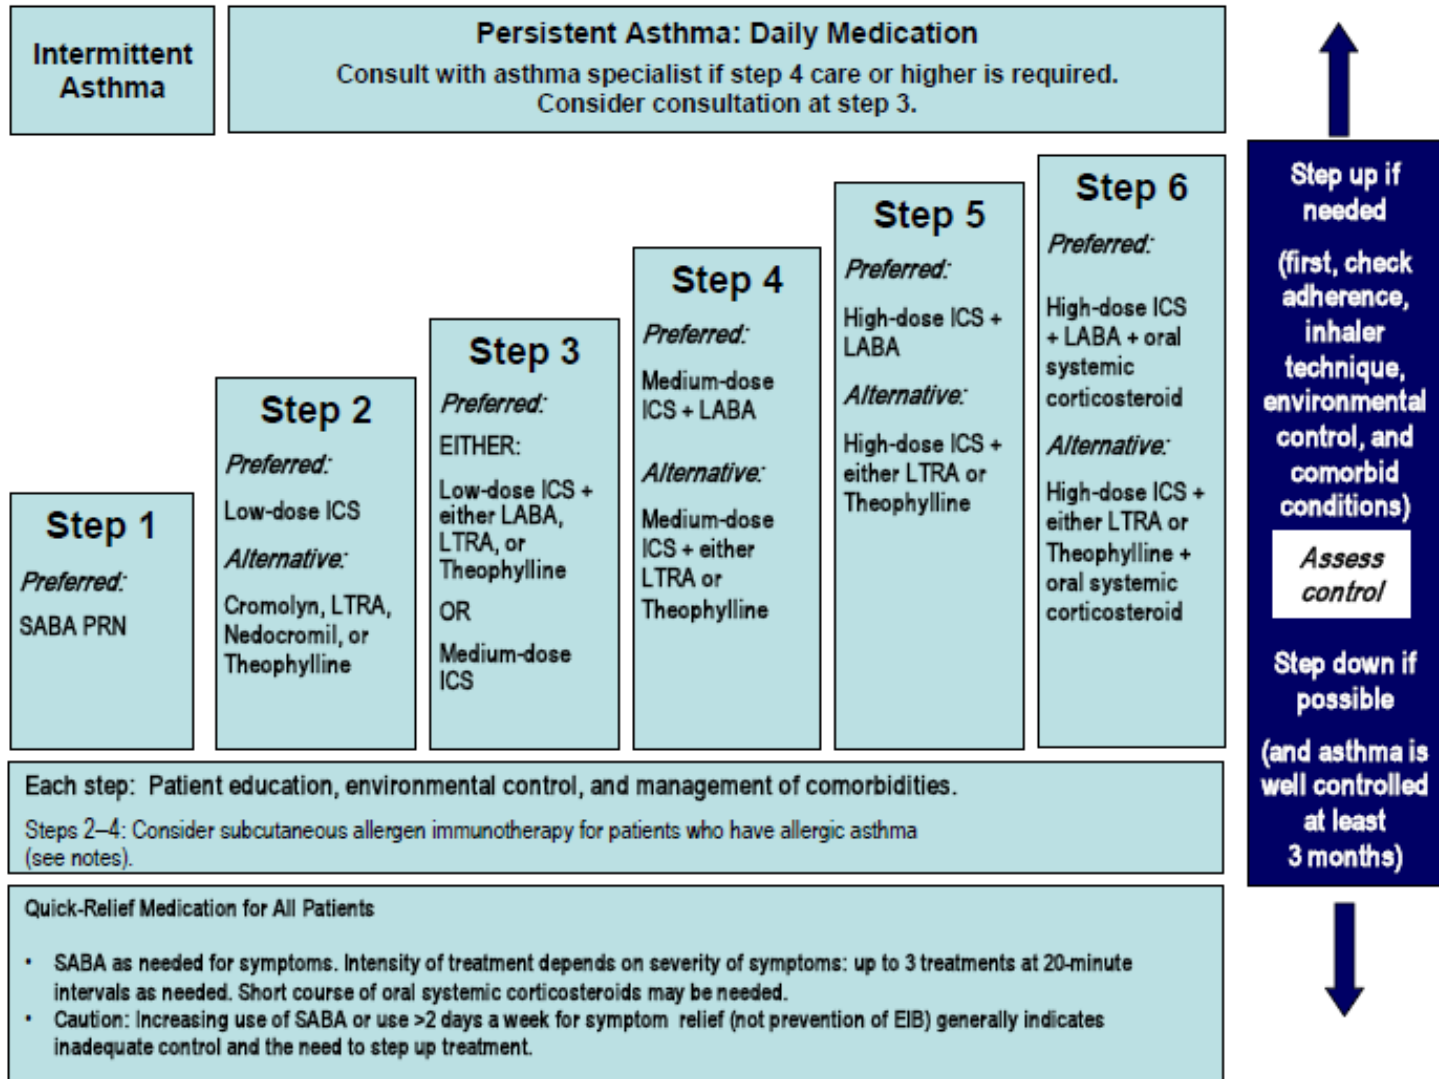 Intermittent
Asthma
Persistent Asthma: Daily Medication
Consult with asthma specialist if step 4 care or higher is required.
Consider consultation at step 3.
Step 1
Preferred:
SABA PRN
Step 2
Preferred:
Low-dose ICS
Alternative:
Cromolyn, LTRA,
Nedocromil, or
Theophylline
Step 3
Preferred:
EITHER:
Low-dose ICS +
either LABA,
LTRA, or
Theophylline
OR
Medium-dose
ICS
Step 4
Preferred:
Medium-dose
ICS + LABA
Alternative:
Medium-dose
ICS + either
LTRA or
Theophylline
Step 5
Preferred:
High-dose ICS +
LABA
Alternative:
High-dose ICS +
either LTRA or
Theophylline
Step 6
Preferred:
High-dose ICS
+ LABA + oral
systemic
corticosteroid
Alternative:
High-dose ICS +
either LTRA or
Theophylline +
oral systemic
corticosteroid
Step up if
needed
(first, check
adherence,
inhaler
technique,
environmental
control, and
comorbid
conditions)
Assess
control
Step down if
possible
(and asthma is
well controlled
at least
3 months)
Each step: Patient education, environmental control, and management of comorbidities.
Steps 2–4: Consider subcutaneous allergen immunotherapy for patients who have allergic asthma
(see notes).
Quick-Relief Medication for All Patients
• SABA as needed for symptoms. Intensity of treatment depends on severity of symptoms: up to 3 treatments at 20-minute
intervals as needed. Short course of oral systemic corticosteroids may be needed.
• Caution: Increasing use of SABA or use >2 days a week for symptom relief (not prevention of EIB) generally indicates
inadequate control and the need to step up treatment.